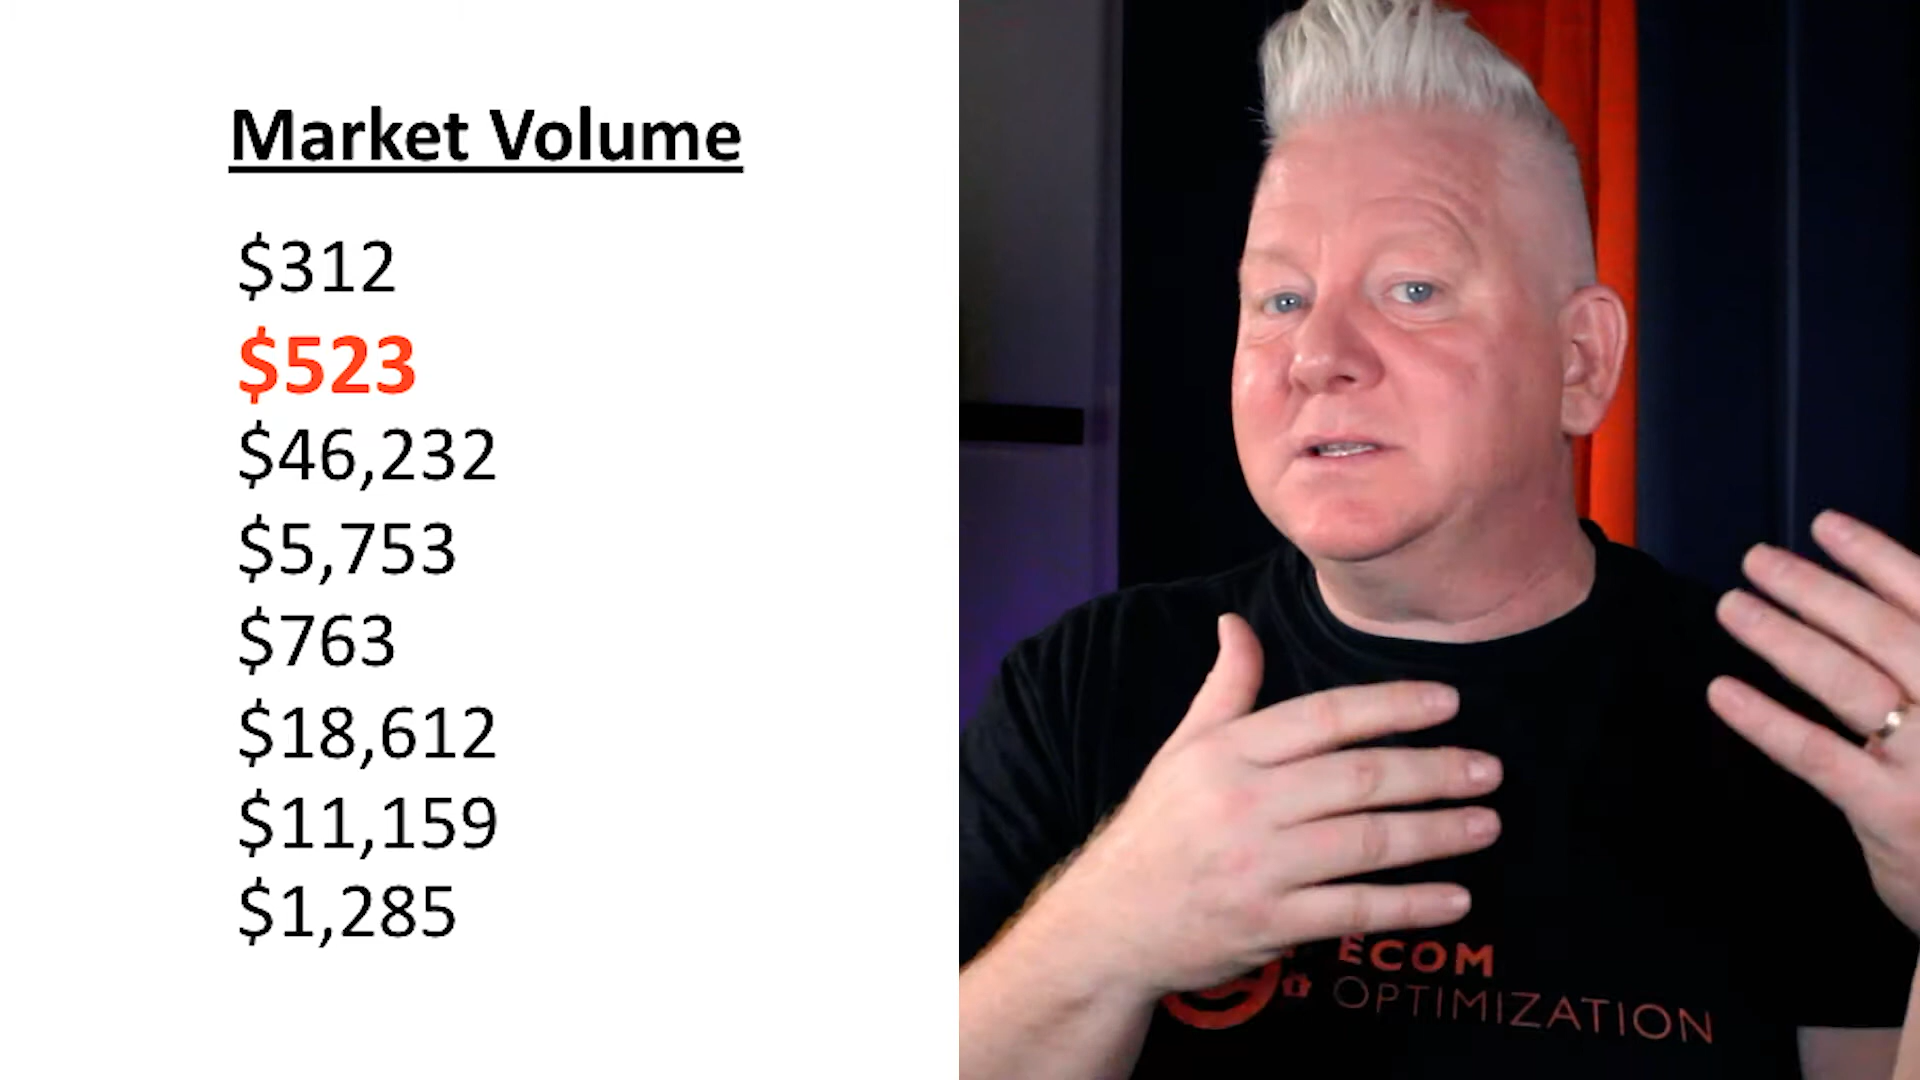 Market Volume
$312
$523
$46,232
$5,753
$763
$18,612
$11,159
$1,285
ECOM
OPTIMIZATION